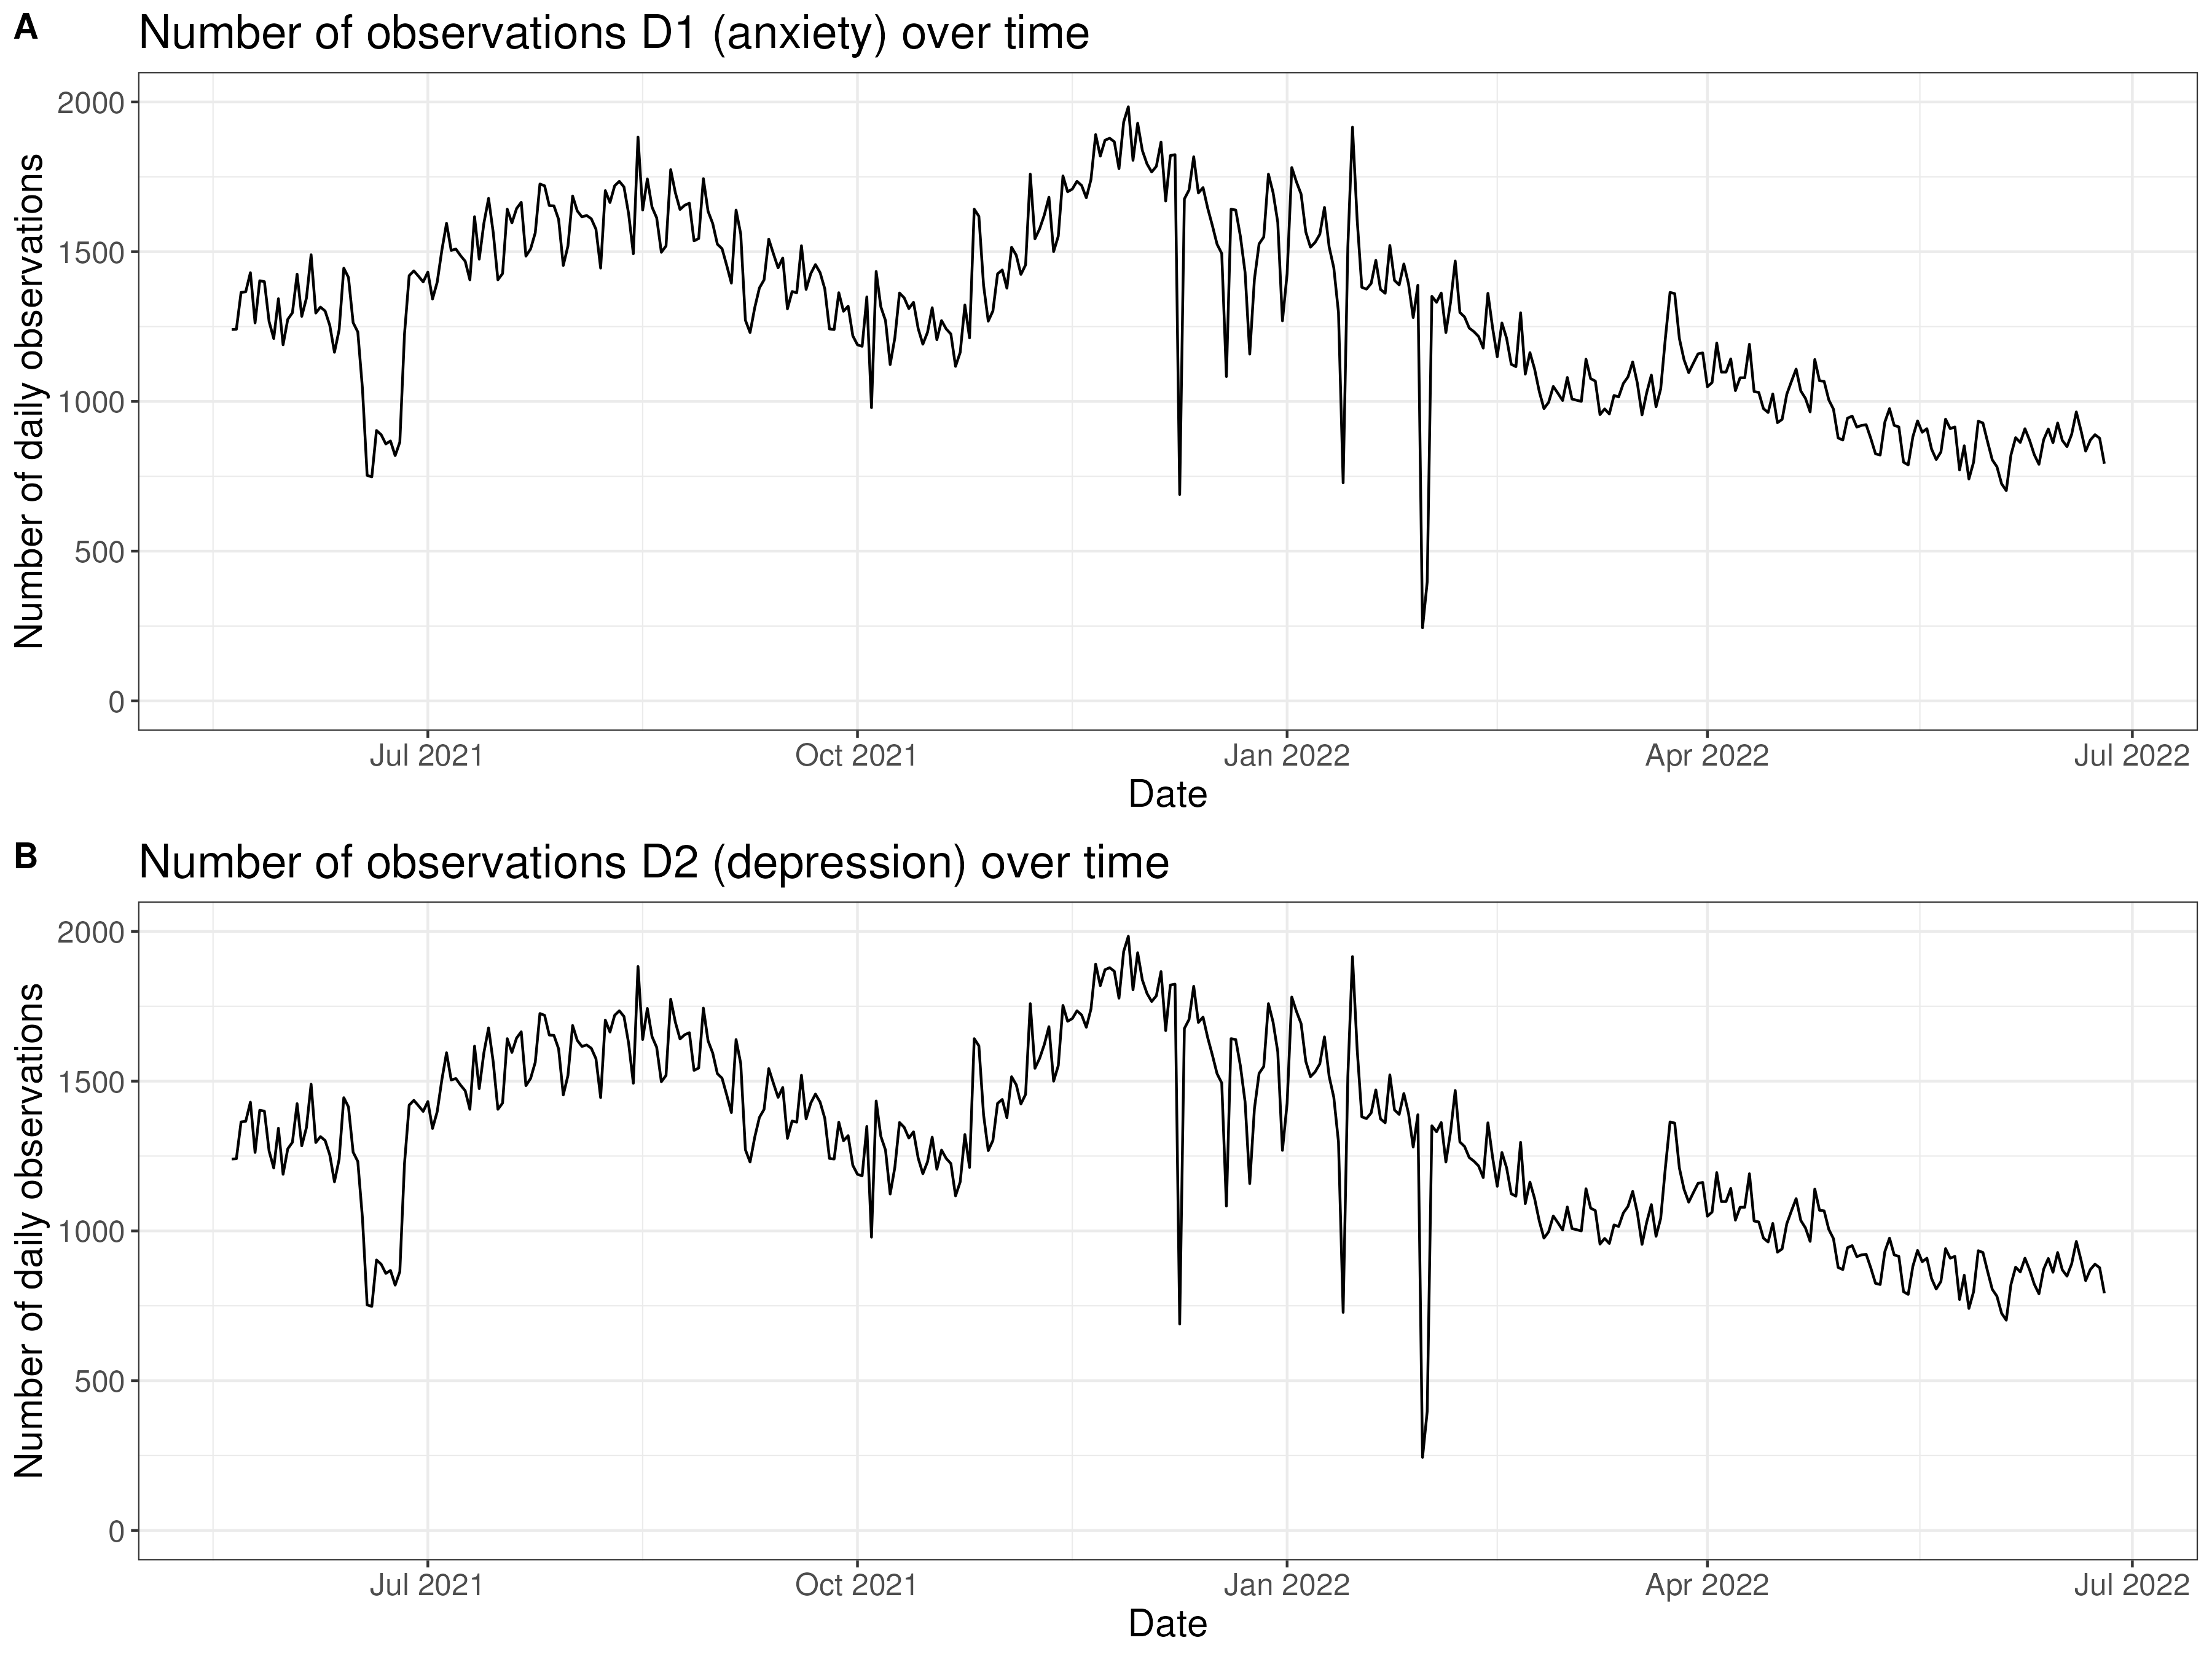 A
Number of observations D1 (anxiety) over time
Number of daily observations
2000
1500
1000
500
0
Jul 2021 Oct 2021 Jan 2022 Apr 2022 Jul 2022
Date
B
Number of observations D2 (depression) over time
Number of daily observations
2000
1500
1000
500
0
Jul 2021 Oct 2021 Jan 2022 Apr 2022 Jul 2022
Date